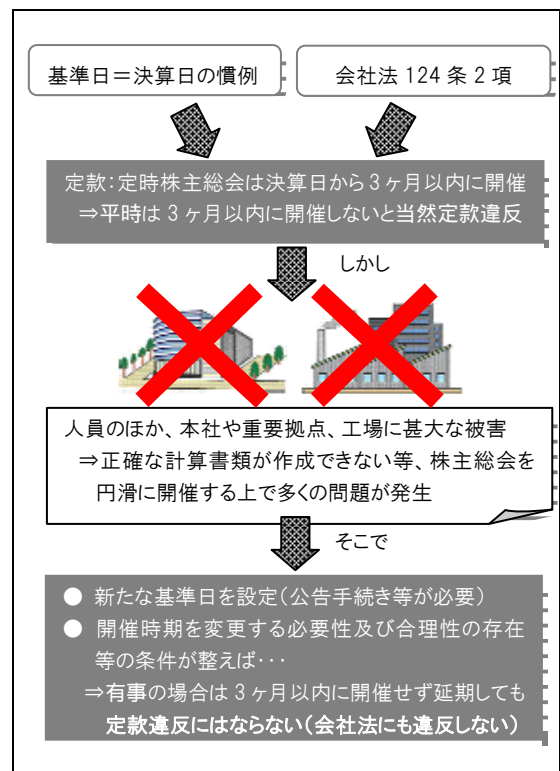 基準日＝決算日の慣例
会社法 124 条 2 項
定款：定時株主総会は決算日から 3 ヶ月以内に開催
⇒平時は 3 ヶ月以内に開催しないと当然定款違反
しかし
人員のほか、本社や重要拠点、工場に甚大な被害
⇒正確な計算書類が作成できない等、株主総会を
円滑に開催する上で多くの問題が発生
そこで
● 新たな基準日を設定（公告手続き等が必要）
● 開催時期を変更する必要性及び合理性の存在
等の条件が整えば･･･
⇒有事の場合は 3 ヶ月以内に開催せず延期しても
定款違反にはならない（会社法にも違反しない）